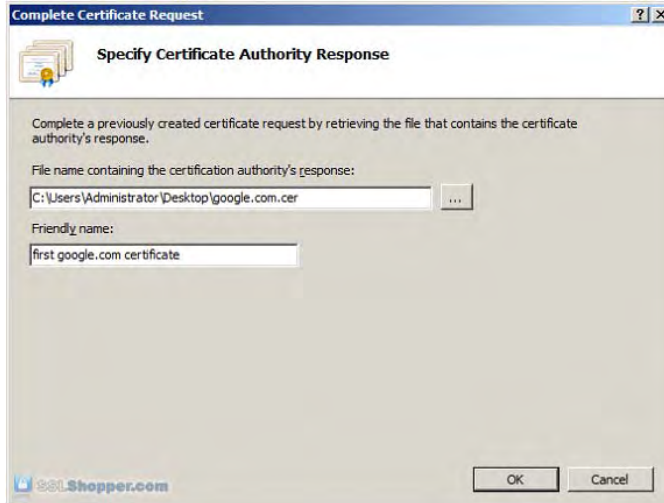 Complete Certificate Request
Specify Certificate Authority Response
Complete a previously created certificate request by retrieving the file that contains the certificate
authority's response.
File name containing the certification authority's response:
C:\Users\Administrator\Desktop\google.com.cer
...
Friendly name:
first google.com certificate
OK
Cancel
SSLShopper.com